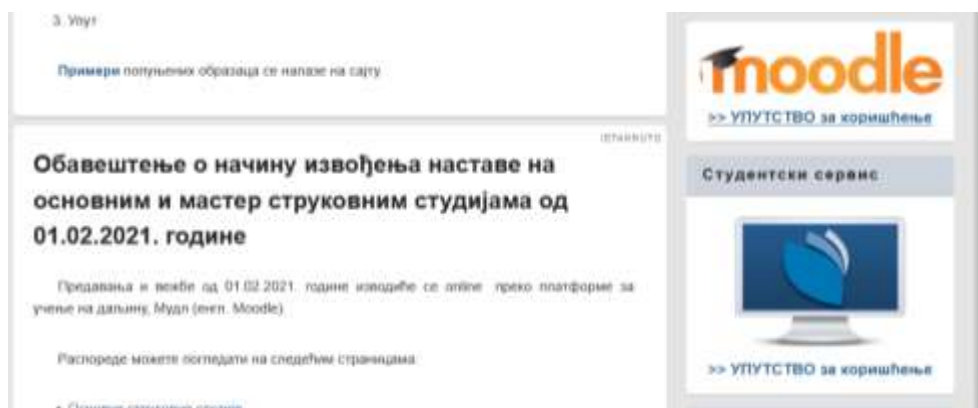 3. Упут
Примери попуњених образаца се налазе на сајту
ISTAKNUTO
Обавештење о начину извођења наставе на
основним и мастер струковним студијама од
01.02.2021. године
Предавања и вежбе од 01.02.2021. године изводиће се online преко платформе за
учење на даљину, Мудл (енгл. Moodle).
Распореде можете погледати на следећим страницама:
moodle
>> УПУТСТВО за коришћење
Студентски сервис
>> УПУТСТВО за коришћење